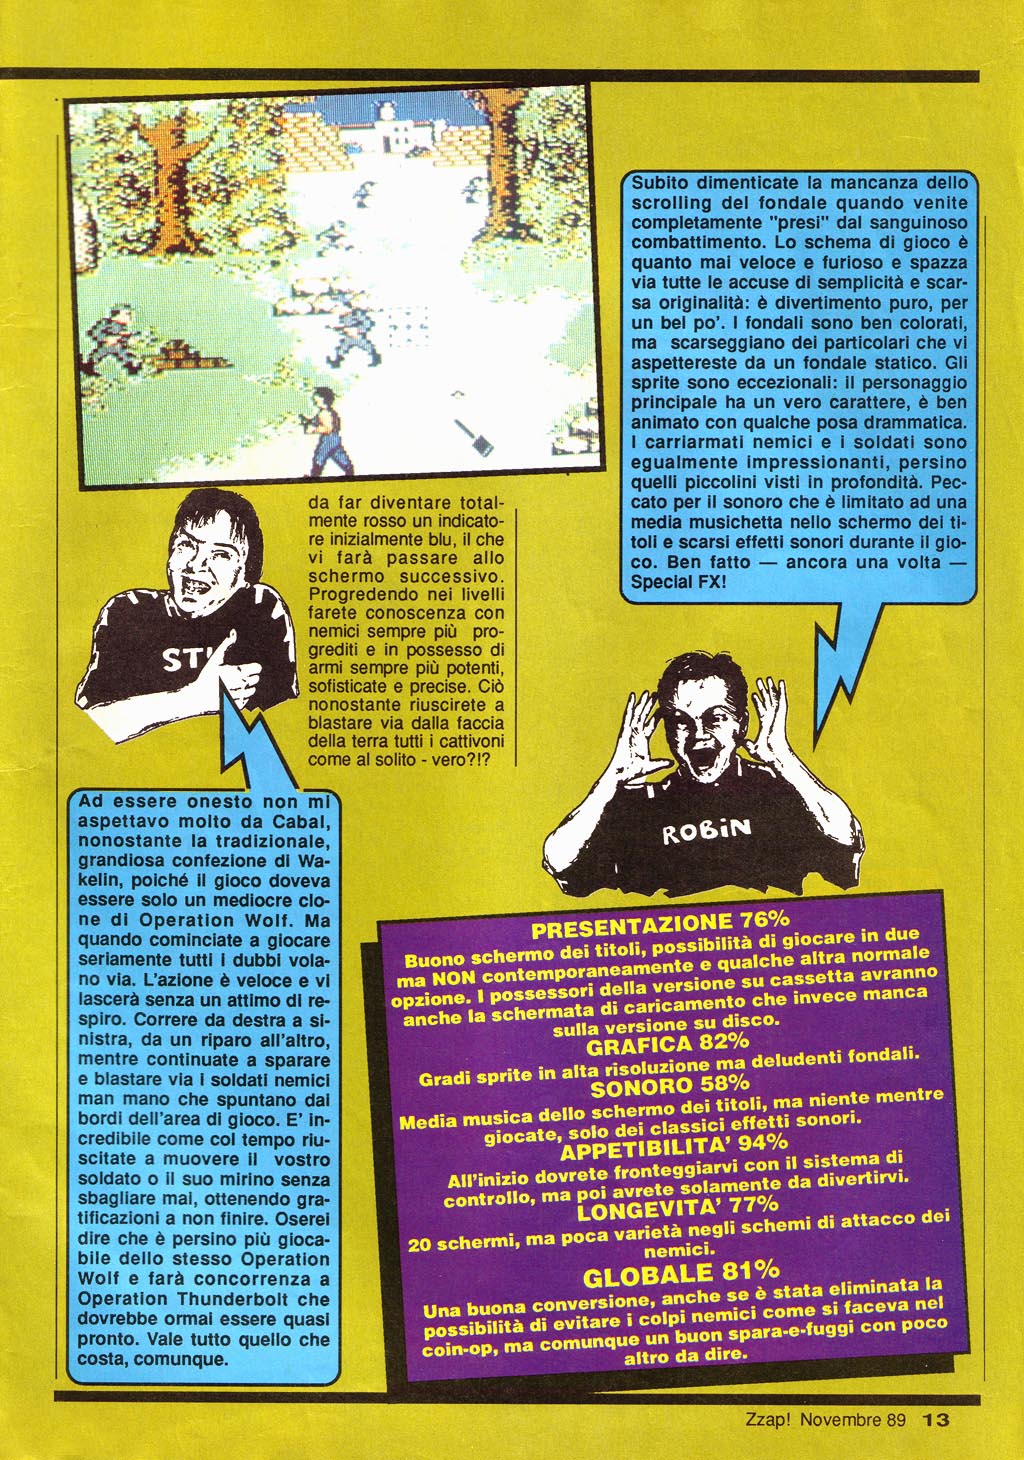 da far diventare total-
mente rosso un indicato-
re inizialmente blu, il che
vi farà passare allo
schermo successivo.
Progredendo nei livelli
farete conoscenza con
nemici sempre più pro-
grediti e in possesso di
armi sempre più potenti,
sofisticate e precise. Ciò
nonostante riuscirete a
blastare via dalla faccia
della terra tutti i cattivoni
come al solito - vero?!?
STU
Ad essere onesto non mi
aspettavo molto da Cabal,
nonostante la tradizionale,
grandiosa confezione di Wa-
kelin, poiché il gioco doveva
essere solo un mediocre clo-
ne di Operation Wolf. Ma
quando cominciate a giocare
seriamente tutti i dubbi vola-
no via. L'azione è veloce e vi
lascerà senza un attimo di re-
spiro. Correre da destra a si-
nistra, da un riparo all'altro,
mentre continuate a sparare
e blastare via i soldati nemici
man mano che spuntano dai
bordi dell'area di gioco. E' in-
credibile come col tempo riu-
scitate a muovere il vostro
soldato o il suo mirino senza
sbagliare mai, ottenendo gra-
tificazioni a non finire. Oserei
dire che è persino più gioca-
bile dello stesso Operation
Wolf e farà concorrenza a
Operation Thunderbolt che
dovrebbe ormai essere quasi
pronto. Vale tutto quello che
costa, comunque.
Subito dimenticate la mancanza dello
scrolling del fondale quando venite
completamente "presi" dal sanguinoso
combattimento. Lo schema di gioco è
quanto mai veloce e furioso e spazza
via tutte le accuse di semplicità e scar-
sa originalità: è divertimento puro, per
un bel po'. I fondali sono ben colorati,
ma scarseggiano dei particolari che vi
aspettereste da un fondale statico. Gli
sprite sono eccezionali: il personaggio
principale ha un vero carattere, è ben
animato con qualche posa drammatica.
I carriarmati nemici e i soldati sono
egualmente impressionanti, persino
quelli piccolini visti in profondità. Pec-
cato per il sonoro che è limitato ad una
media musichetta nello schermo dei ti-
toli e scarsi effetti sonori durante il gio-
co. Ben fatto — ancora una volta —
Special FX!
ROBiN
PRESENTAZIONE 76%
Buono schermo dei titoli, possibilità di giocare in due
ma NON contemporaneamente e qualche altra normale
opzione. I possessori della versione su cassetta avranno
anche la schermata di caricamento che invece manca
sulla versione su disco.
GRAFICA 82%
Gradi sprite in alta risoluzione ma deludenti fondali.
SONORO 58%
Media musica dello schermo dei titoli, ma niente mentre
giocate, solo dei classici effetti sonori.
APPETIBILITA' 94%
All'inizio dovrete fronteggiarvi con il sistema di
controllo, ma poi avrete solamente da divertirvi.
LONGEVITA' 77%
20 schermi, ma poca varietà negli schemi di attacco dei
nemici.
GLOBALE 81%
Una buona conversione, anche se è stata eliminata la
possibilità di evitare i colpi nemici come si faceva nel
coin-op, ma comunque un buon spara-e-fuggi con poco
altro da dire.
Zzap! Novembre 89 13